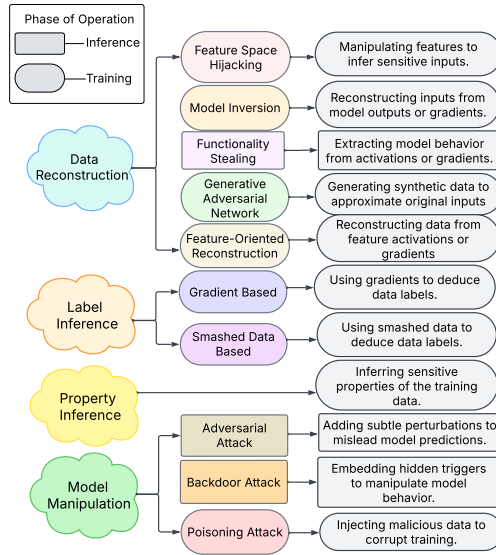 Phase of Operation
Inference
Training
Data
Reconstruction
Feature Space
Hijacking
Manipulating features to
infer sensitive inputs.
Model Inversion
Reconstructing inputs from
model outputs or gradients.
Functionality
Stealing
Extracting model behavior
from activations or gradients.
Generative
Adversarial
Network
Generating synthetic data to
approximate original inputs
Feature-Oriented
Reconstruction
Reconstructing data from
feature activations or
gradients
Label
Inference
Gradient Based
Using gradients to deduce
data labels.
Smashed Data
Based
Using smashed data to
deduce data labels.
Property
Inference
Inferring sensitive
properties of the training
data.
Model
Manipulation
Adversarial
Attack
Adding subtle perturbations to
mislead model predictions.
Backdoor Attack
Embedding hidden triggers
to manipulate model
behavior.
Poisoning Attack
Injecting malicious data to
corrupt training.